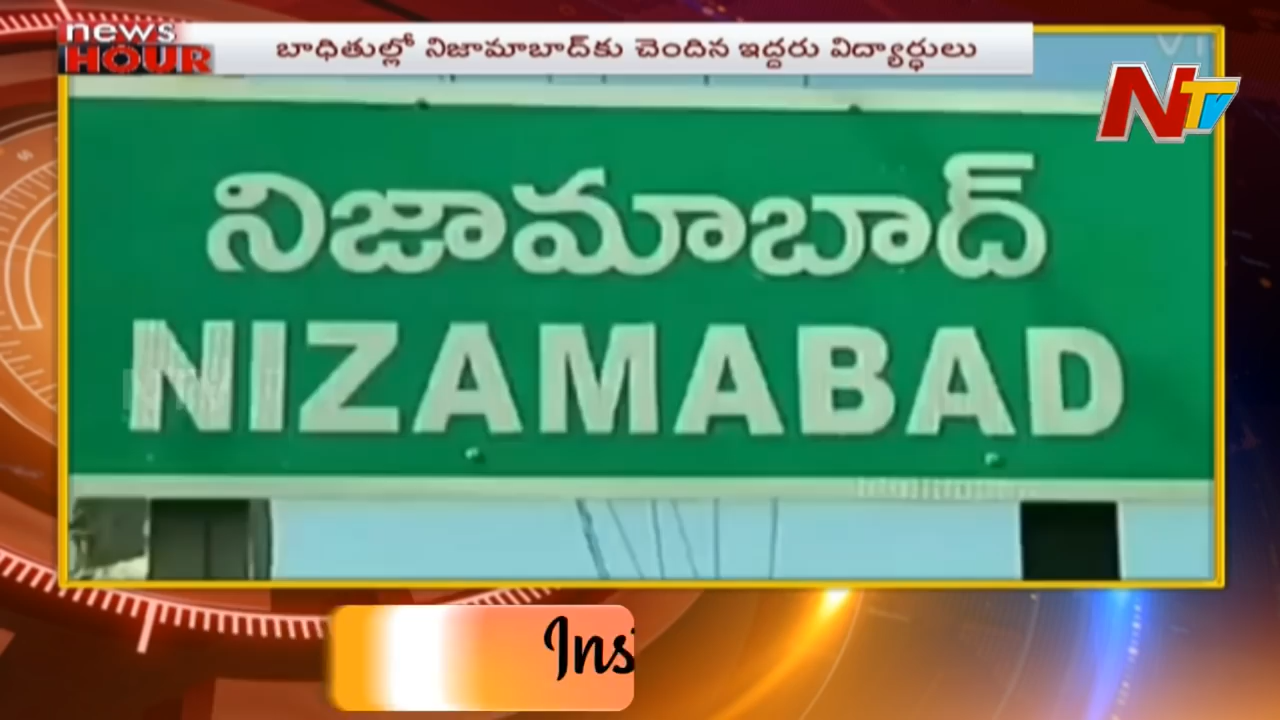 news
HOUR
బాధితుల్లో నిజామాబాద్‌కు చెందిన ఇద్దరు విద్యార్థులు
NTV
నిజామాబాద్
NIZAMABAD
Ins